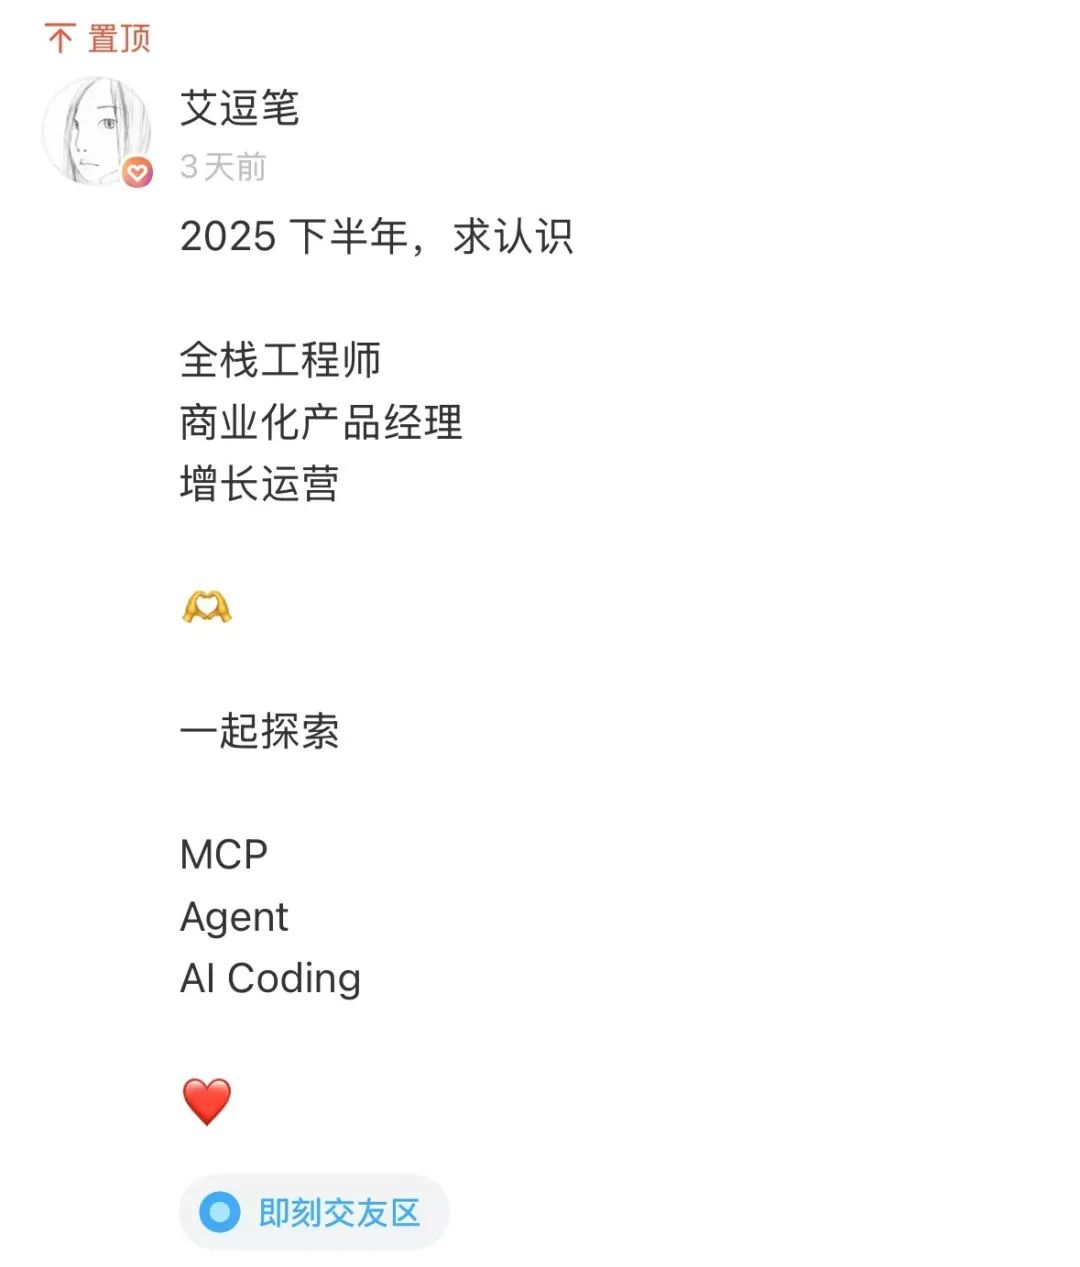 置顶
艾逗笔
3 天前
2025 下半年，求认识
全栈工程师
商业化产品经理
增长运营
🫶
一起探索
MCP
Agent
AI Coding
❤️
即刻交友区